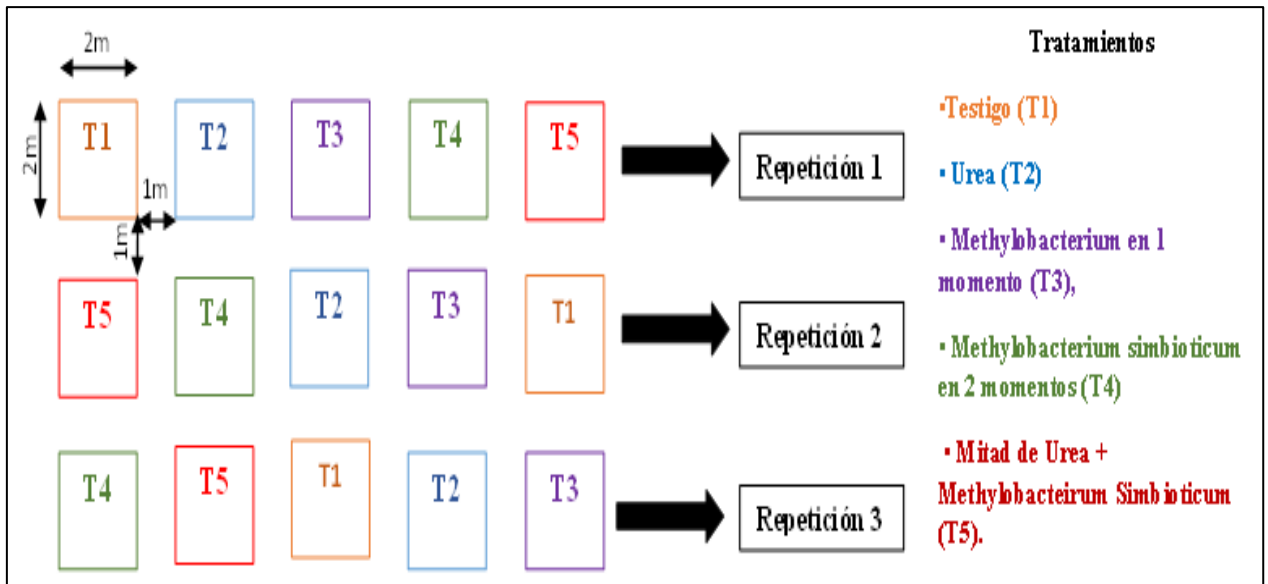 2m
2m
T1
T2
T3
T4
T5
Repetición 1
1m
1m
T5
T4
T2
T3
T1
Repetición 2
T4
T5
T1
T2
T3
Repetición 3
Tratamientos
▪Testigo (T1)
▪ Urea (T2)
▪ Methylobacterium en 1
momento (T3),
▪ Methylobacterium simbioticum
en 2 momentos (T4)
▪ Mitad de Urea +
Methylobacteirum Simbioticum
(T5).